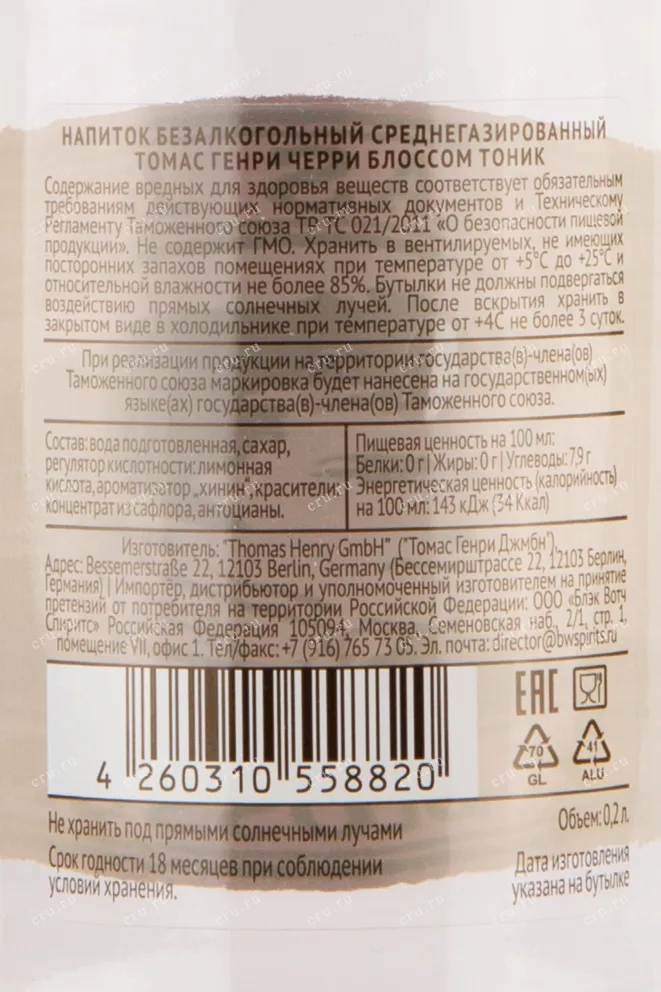 НАПИТОК БЕЗАЛКОГОЛЬНЫЙ СРЕДНЕГАЗИРОВАННЫЙ
ТОМАС ГЕНРИ ЧЕРРИ БЛОССОМ ТОНИК
Содержание вредных для здоровья веществ соответствует обязательным
требованиям действующих нормативных документов и Техническому
Регламенту Таможенного союза ТР ТС 021/2011 «О безопасности пищевой
продукции». Не содержит ГМО. Хранить в вентилируемых, не имеющих
посторонних запахов помещениях при температуре от +5°С до +25°С и
относительной влажности не более 85%. Бутылки не должны подвергаться
воздействию прямых солнечных лучей. После вскрытия хранить в
закрытом виде в холодильнике при температуре от +4С не более 3 суток.
При реализации продукции на территории государства(в)-члена(ов)
Таможенного союза маркировка будет нанесена на государственном(ых)
языке(ах) государства(в)-члена(ов) Таможенного союза.
Состав: вода подготовленная, сахар,
регулятор кислотности: лимонная
кислота, ароматизатор „хинин“, красители:
концентрат из сафлора, антоцианы.
Пищевая ценность на 100 мл:
Белки: 0 г | Жиры: 0 г | Углеводы: 7,9 г
Энергетическая ценность (калорийность)
на 100 мл: 143 кДж (34 Ккал)
Изготовитель: "Thomas Henry GmbH" ("Томас Генри Джмбн"),
Адрес: Bessemerstraße 22, 12103 Berlin, Germany (Бессемирштрассе 22, 12103 Берлин,
Германия) | Импортёр, дистрибьютор и уполномоченный изготовителем на принятие
претензий от потребителя на территории Российской Федерации: ООО «Блэк Вотч
Спиритс» Российская Федерация 105094, Москва, Семеновская наб., 2/1, стр. 1,
помещение VII, офис 1. Тел/факс: +7 (916) 765 73 05. Эл. почта: director@bwspirits.ru
EAC
70
GL
41
ALU
4 260310 558820
Не хранить под прямыми солнечными лучами
Объем: 0,2 л.
Срок годности 18 месяцев при соблюдении
условий хранения.
Дата изготовления
указана на бутылке
cru.ru